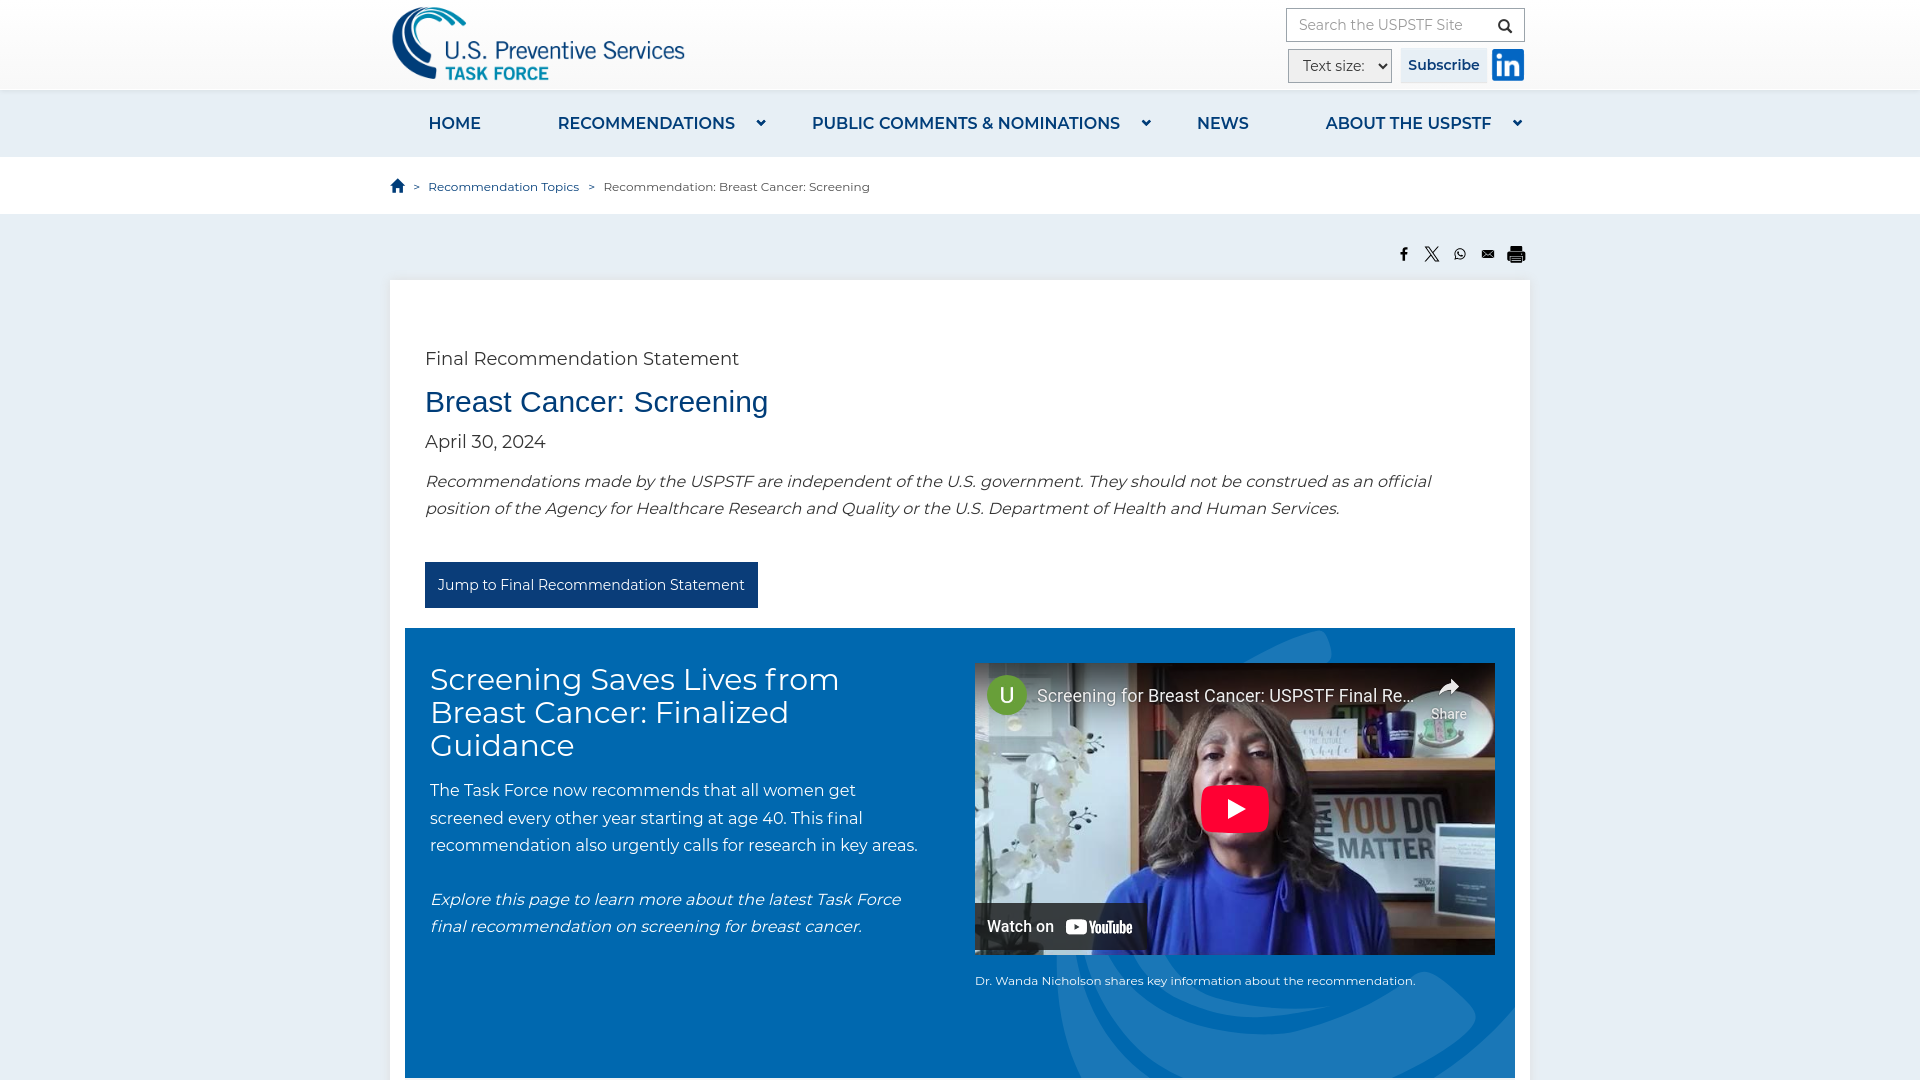 U.S. Preventive Services
TASK FORCE
Search the USPSTF Site
Text size:
Subscribe
in
HOME
RECOMMENDATIONS
PUBLIC COMMENTS & NOMINATIONS
NEWS
ABOUT THE USPSTF
> Recommendation Topics > Recommendation: Breast Cancer: Screening
Final Recommendation Statement
Breast Cancer: Screening
April 30, 2024
Recommendations made by the USPSTF are independent of the U.S. government. They should not be construed as an official
position of the Agency for Healthcare Research and Quality or the U.S. Department of Health and Human Services.
Jump to Final Recommendation Statement
Screening Saves Lives from
Breast Cancer: Finalized
Guidance
The Task Force now recommends that all women get
screened every other year starting at age 40. This final
recommendation also urgently calls for research in key areas.
Explore this page to learn more about the latest Task Force
final recommendation on screening for breast cancer.
U
Screening for Breast Cancer: USPSTF Final Re...
Share
inhale
THE FUTURE
exhale
WHAT
YOU DO
MATTERS
Watch on YouTube
Dr. Wanda Nicholson shares key information about the recommendation.